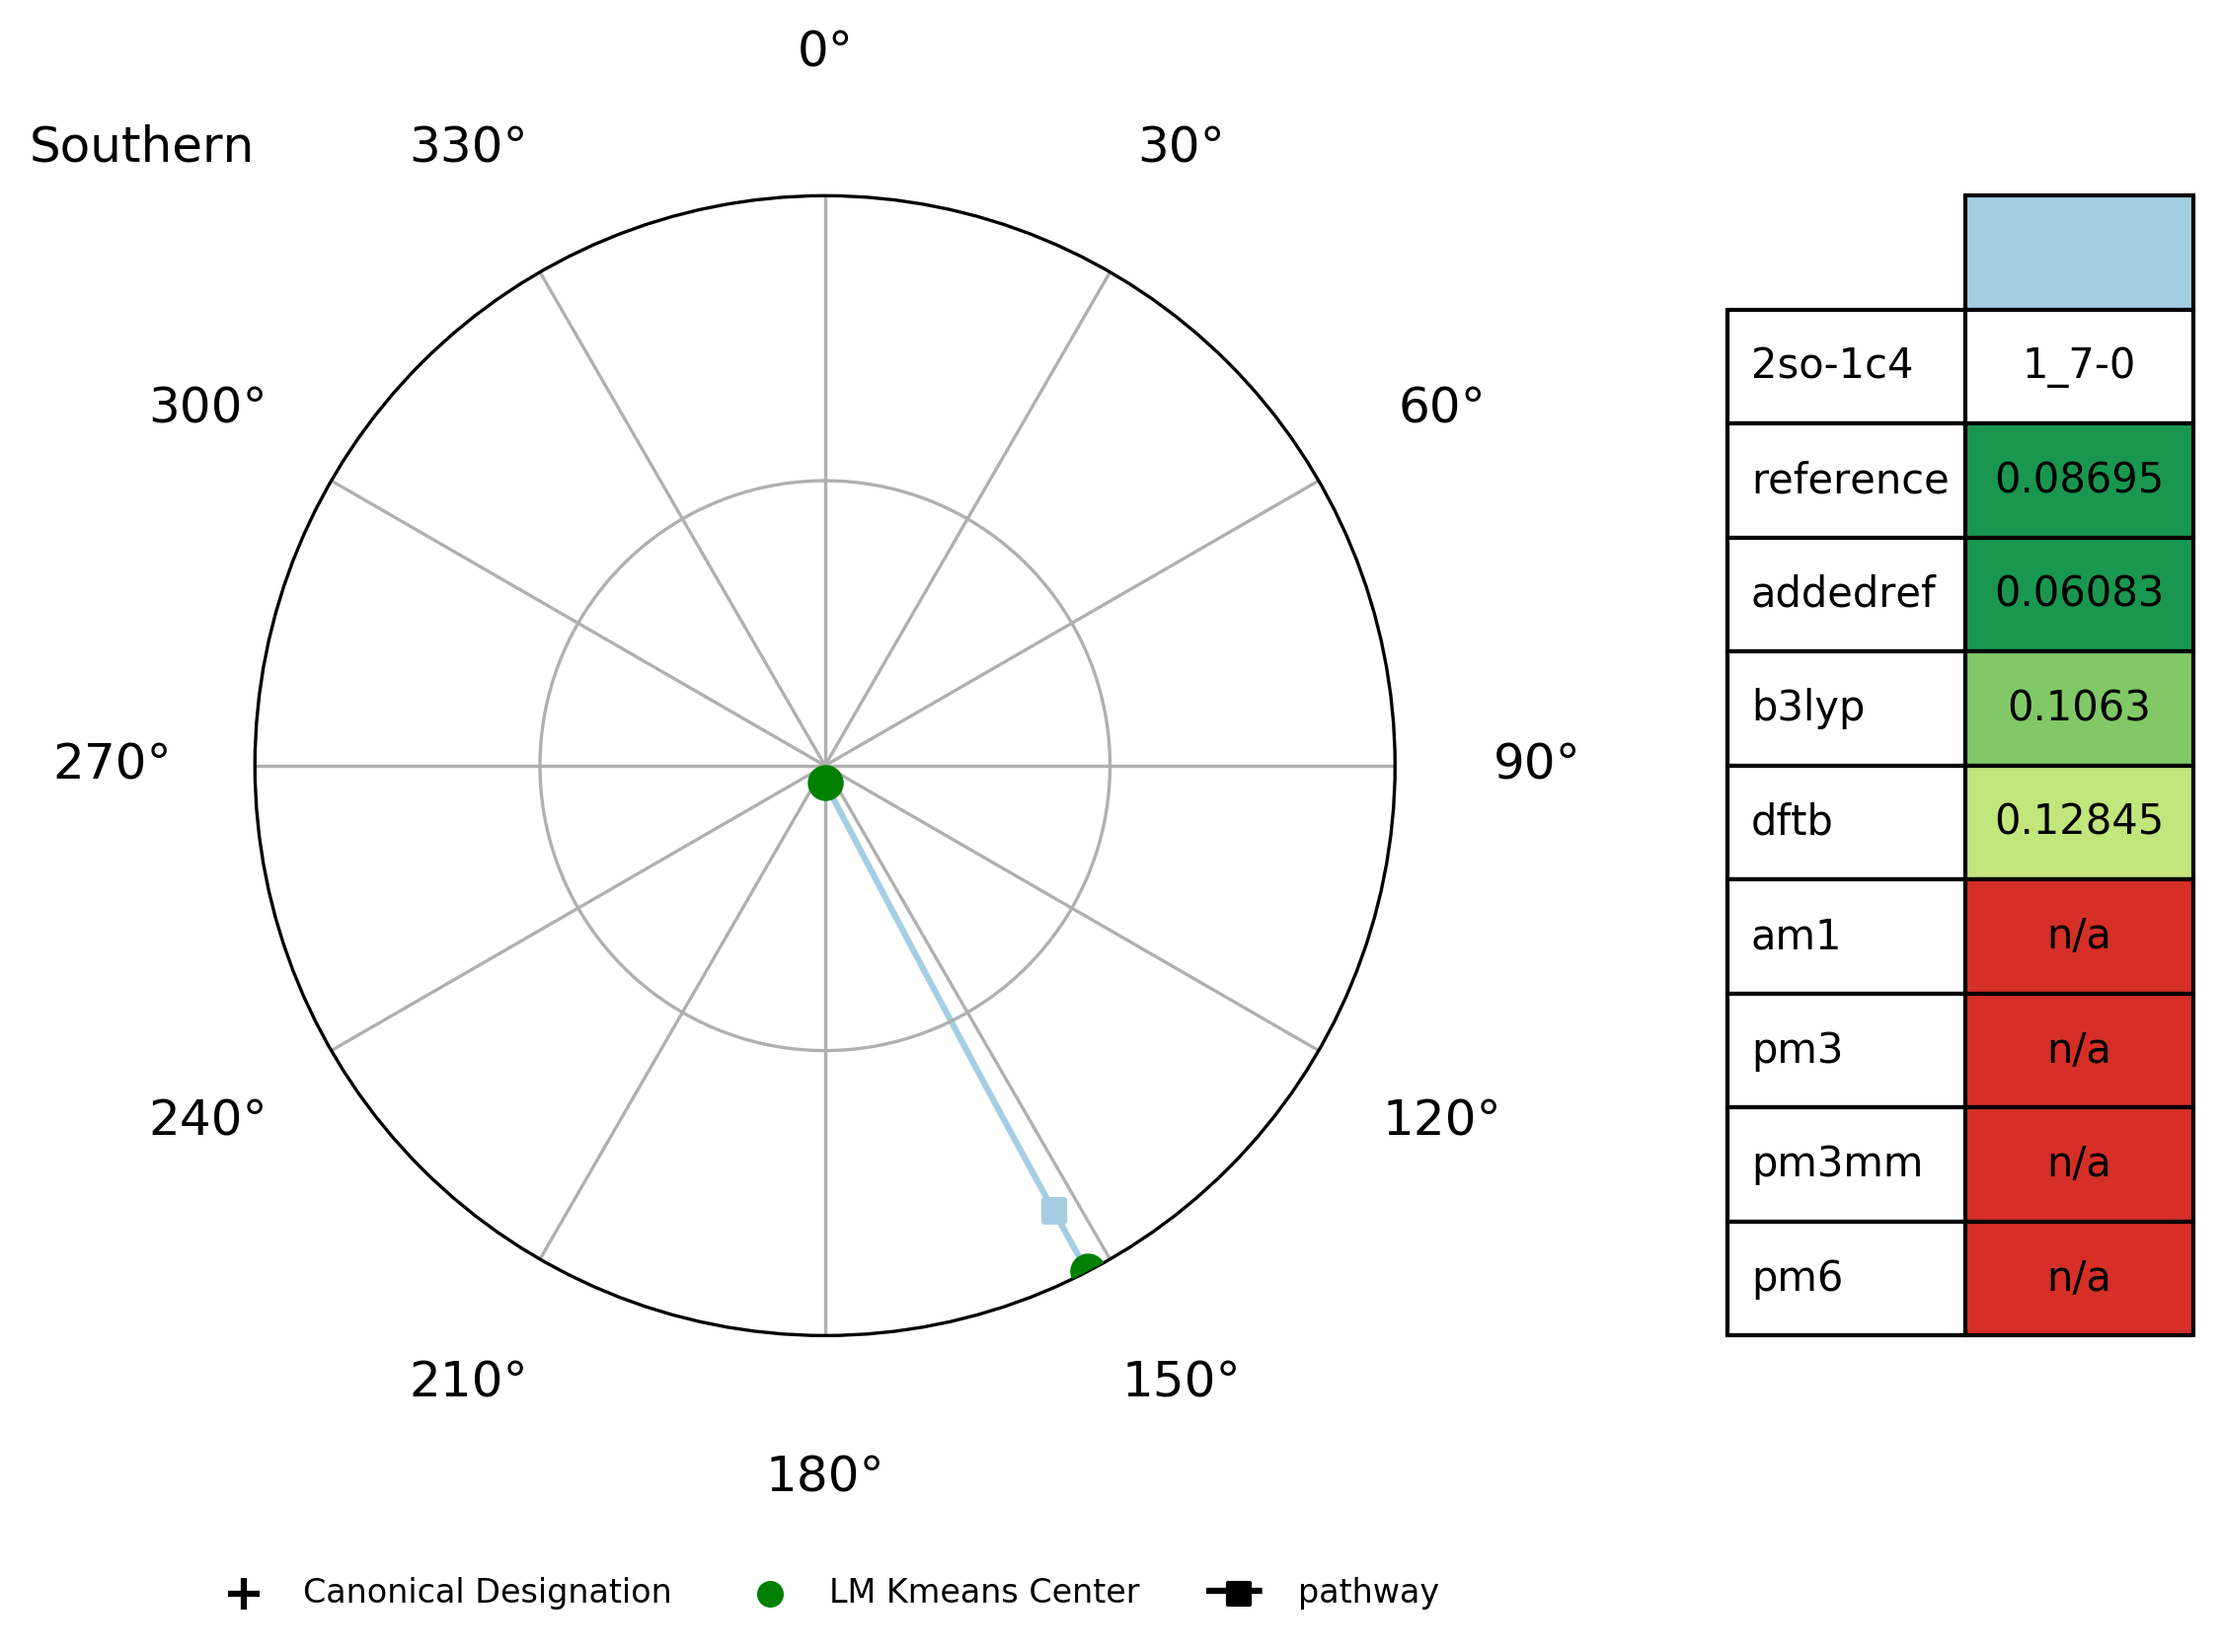 0°
Southern
330°
30°
300°
60°
270°
90°
240°
120°
210°
150°
180°
2so-1c4 1_7-0
reference 0.08695
addedref 0.06083
b3lyp 0.1063
dftb 0.12845
am1 n/a
pm3 n/a
pm3mm n/a
pm6 n/a
Canonical Designation LM Kmeans Center pathway